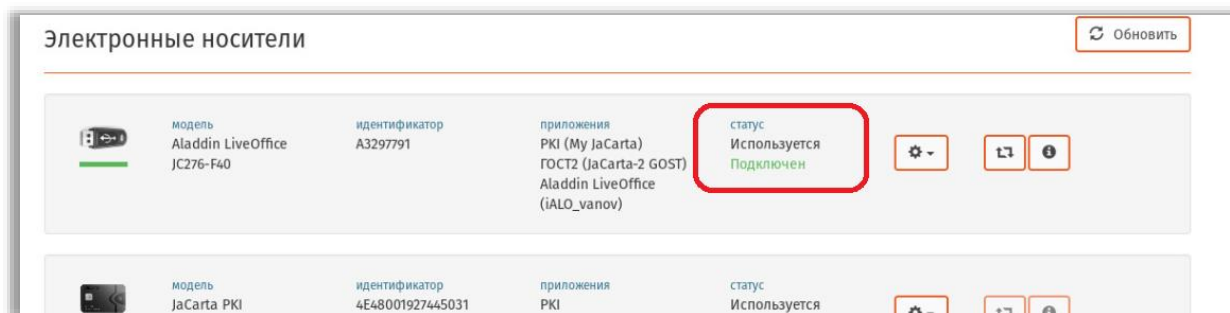 Электронные носители
Обновить
модель
идентификатор
приложения
статус
Aladdin LiveOffice
A3297791
PKI (My JaCarta)
Используется
JC276-F40
ГОСТ2 (JaCarta-2 GOST)
Подключен
Aladdin LiveOffice
(iALO_vanov)
модель
идентификатор
приложения
статус
JaCarta PKI
4E48001927445031
PKI
Используется